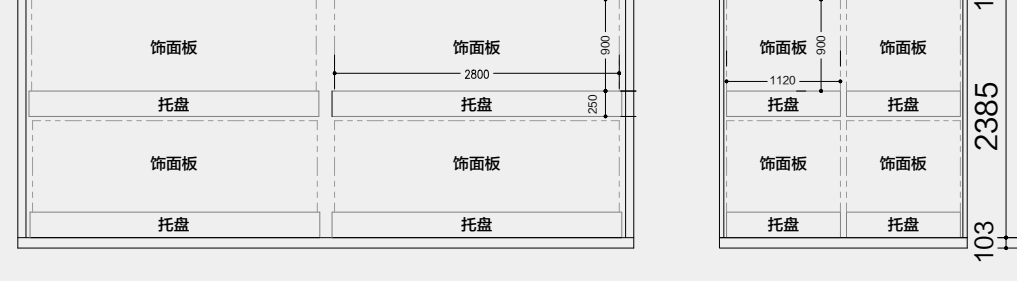 饰面板 饰面板 900 饰面板 900 饰面板
2800 1120
托盘 托盘 250 托盘 托盘
2385
饰面板 饰面板 饰面板 饰面板
托盘 托盘 托盘 托盘
103